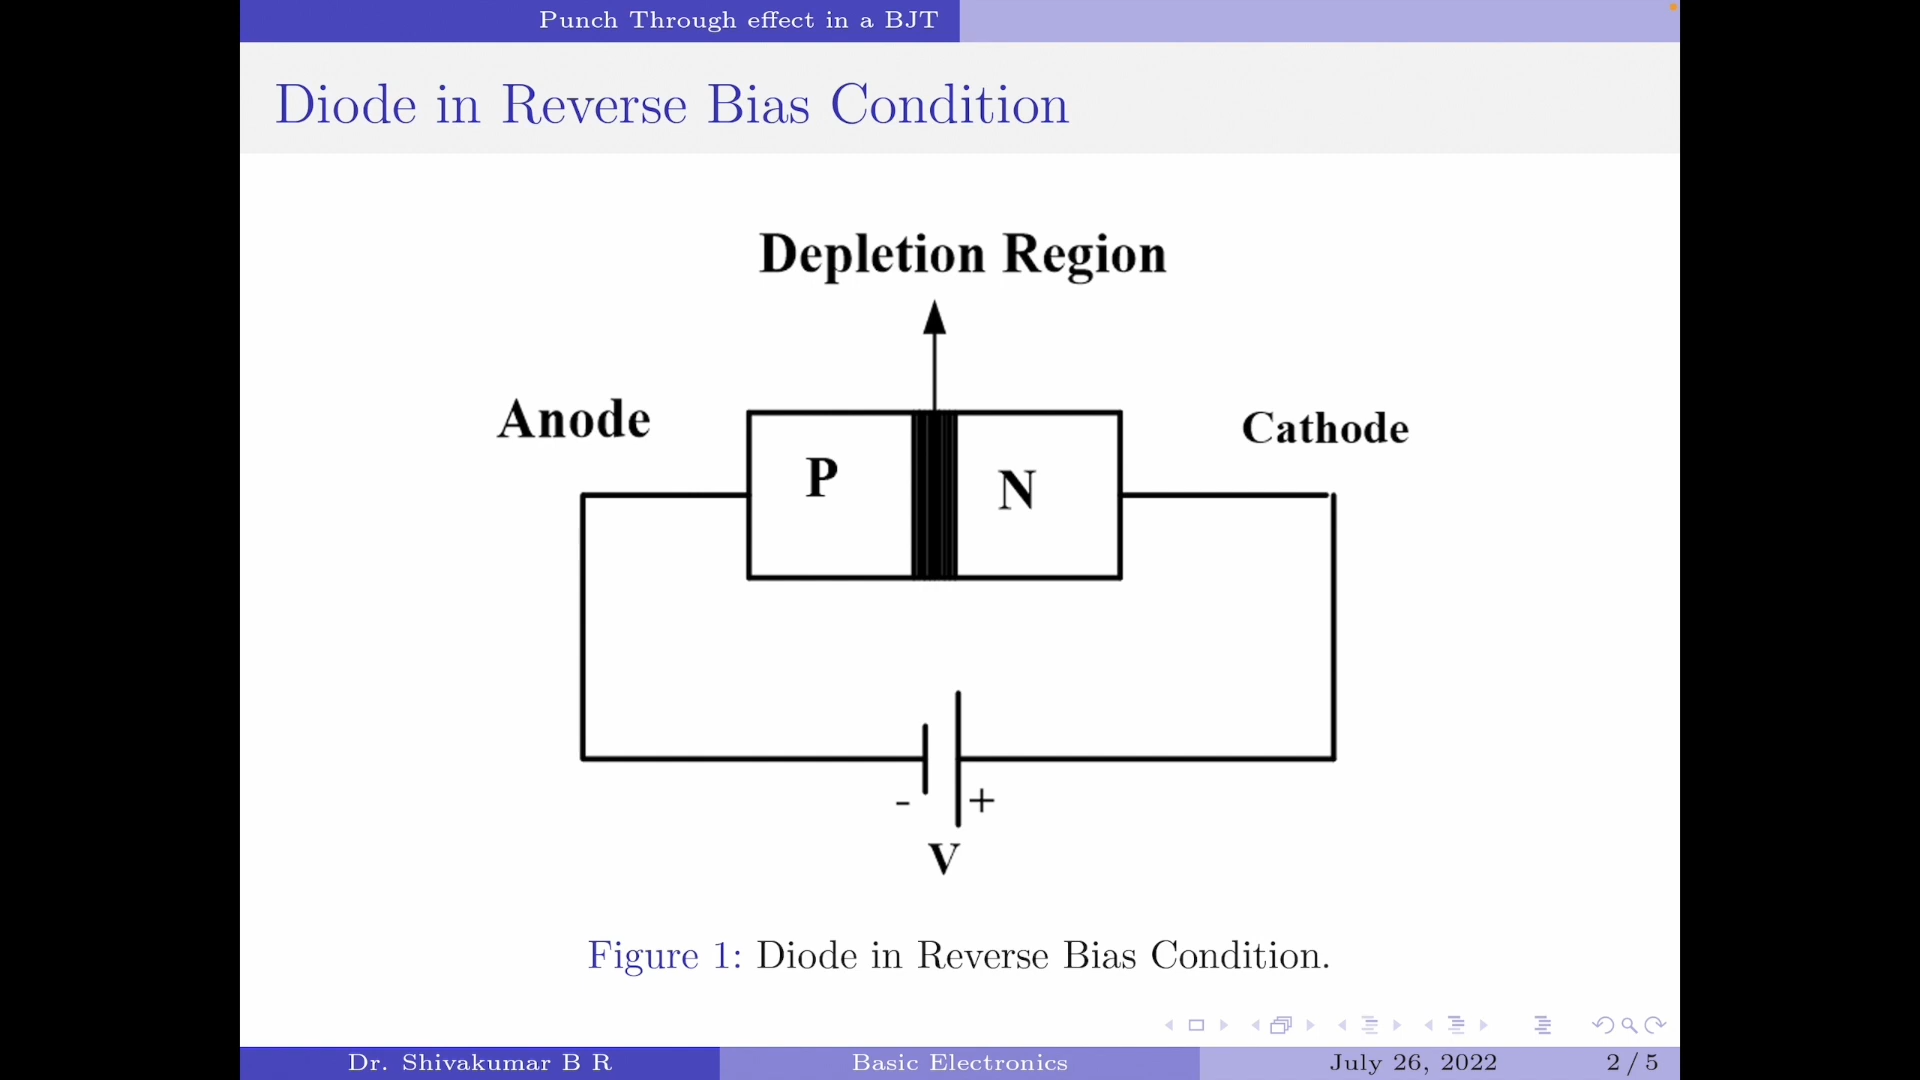 Punch Through effect in a BJT
Diode in Reverse Bias Condition
Depletion Region
Anode
Cathode
P
N
- +
V
Figure 1: Diode in Reverse Bias Condition.
Dr. Shivakumar B R Basic Electronics July 26, 2022 2 / 5